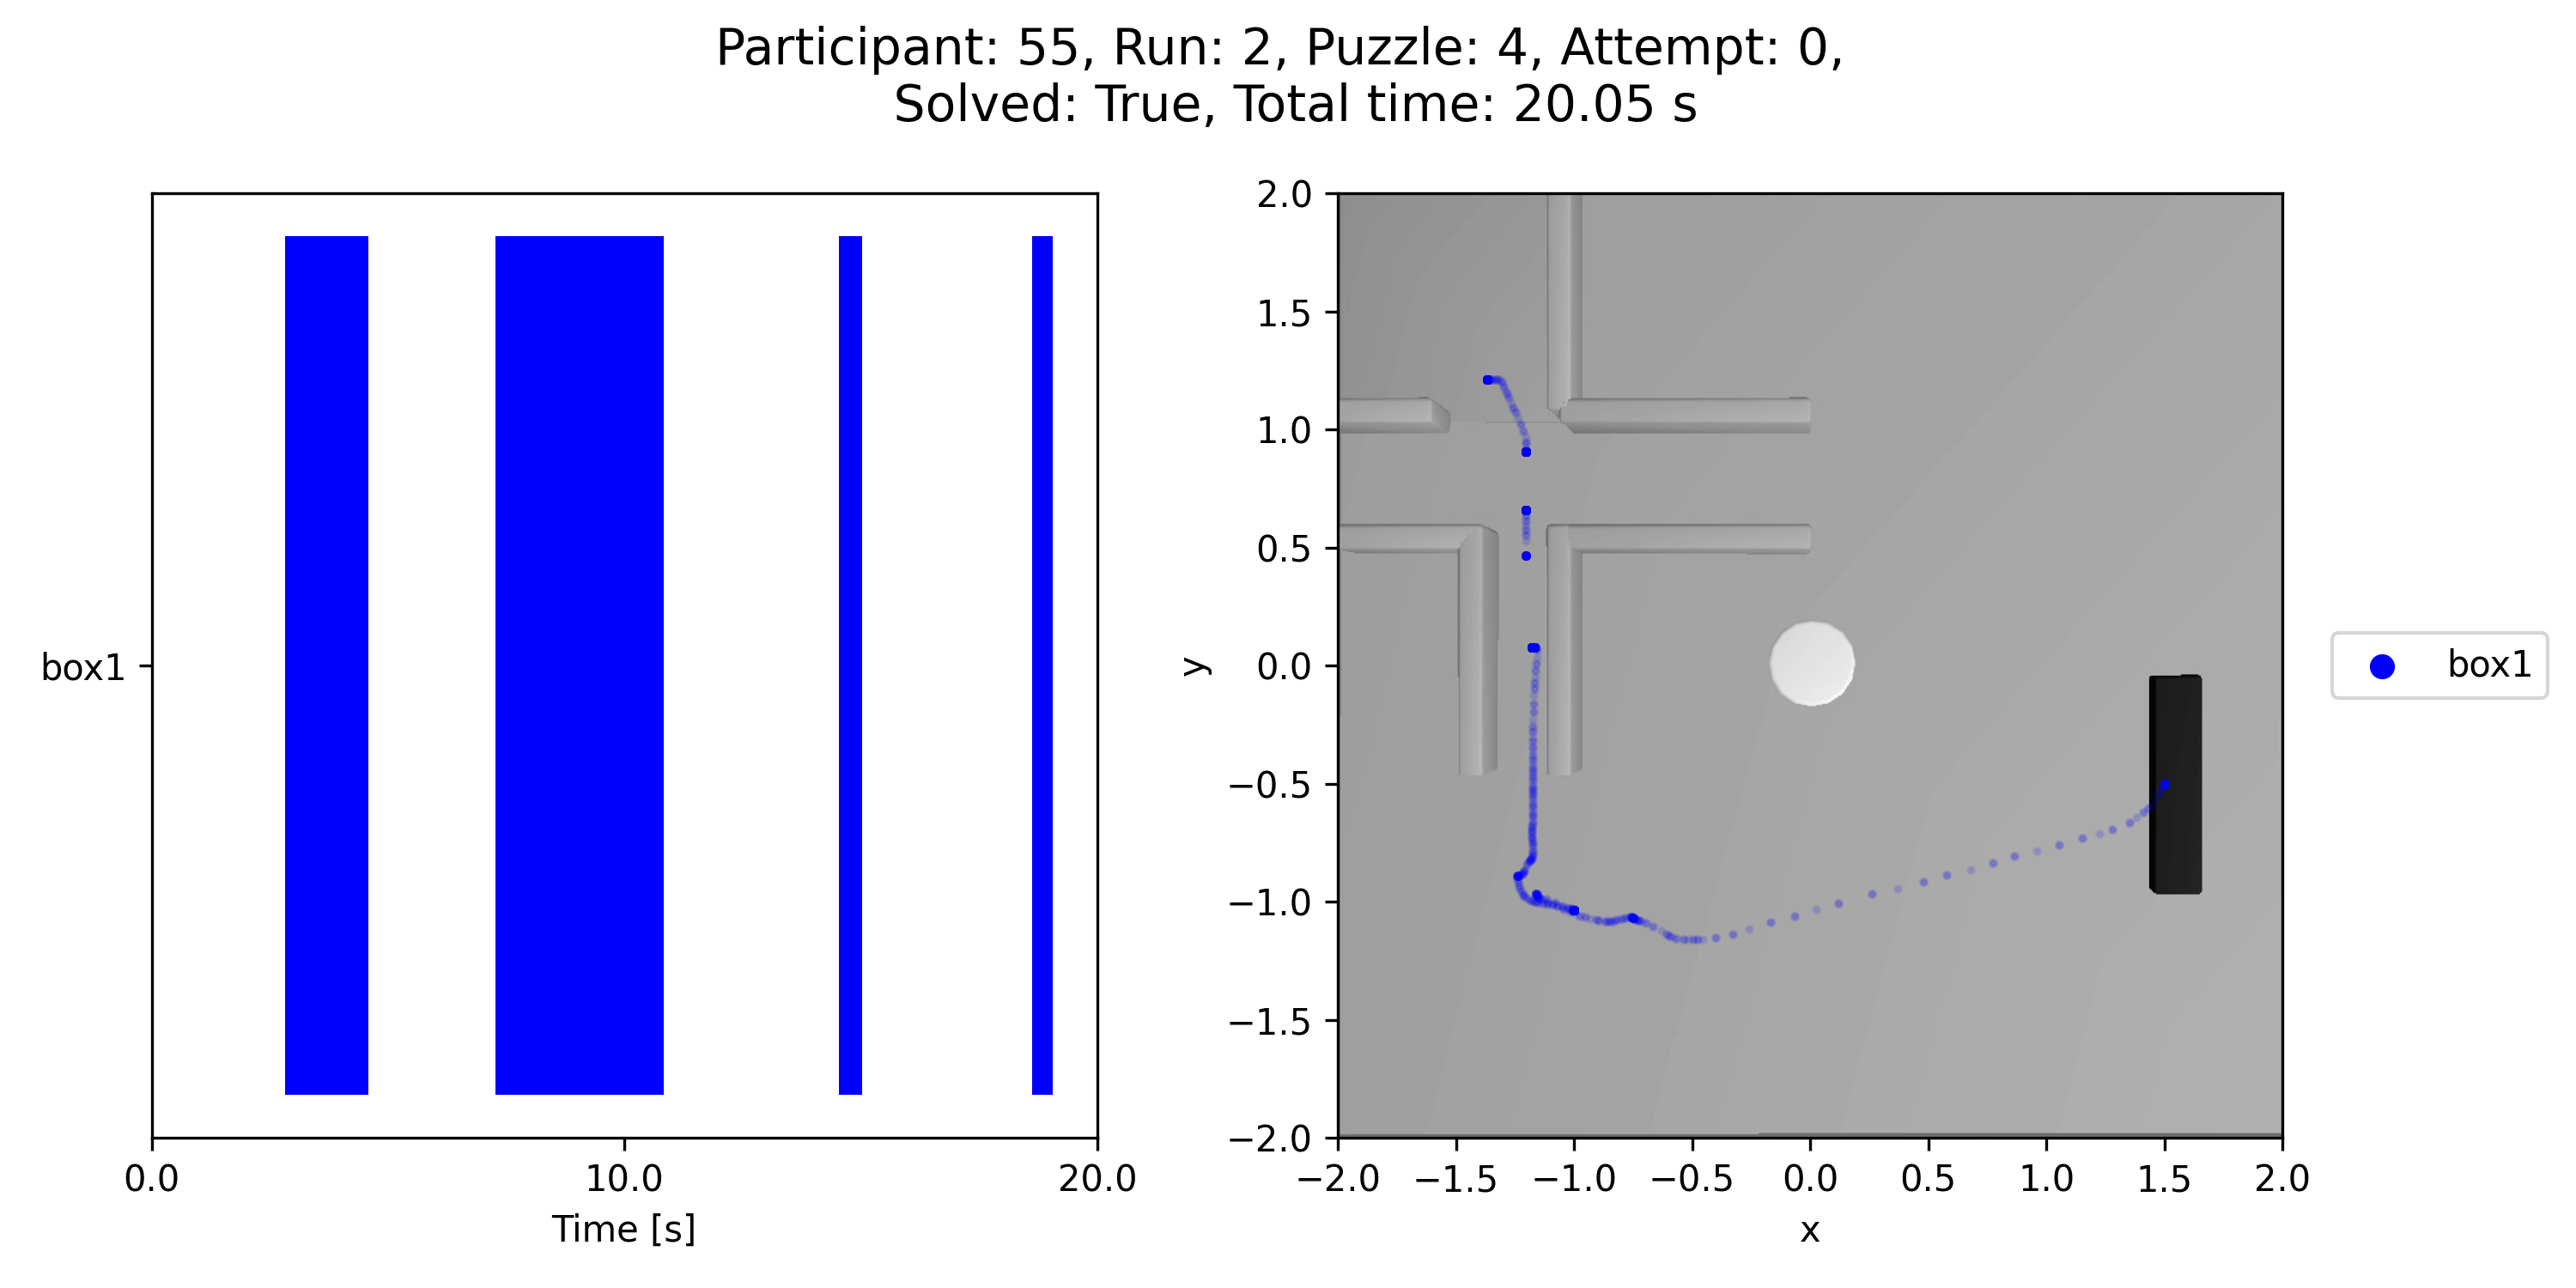 Participant: 55, Run: 2, Puzzle: 4, Attempt: 0,
Solved: True, Total time: 20.05 s
box1
0.0 10.0 20.0
Time [s]
2.0
1.5
1.0
0.5
0.0
−0.5
−1.0
−1.5
−2.0
y
−2.0 −1.5 −1.0 −0.5 0.0 0.5 1.0 1.5 2.0
x
box1